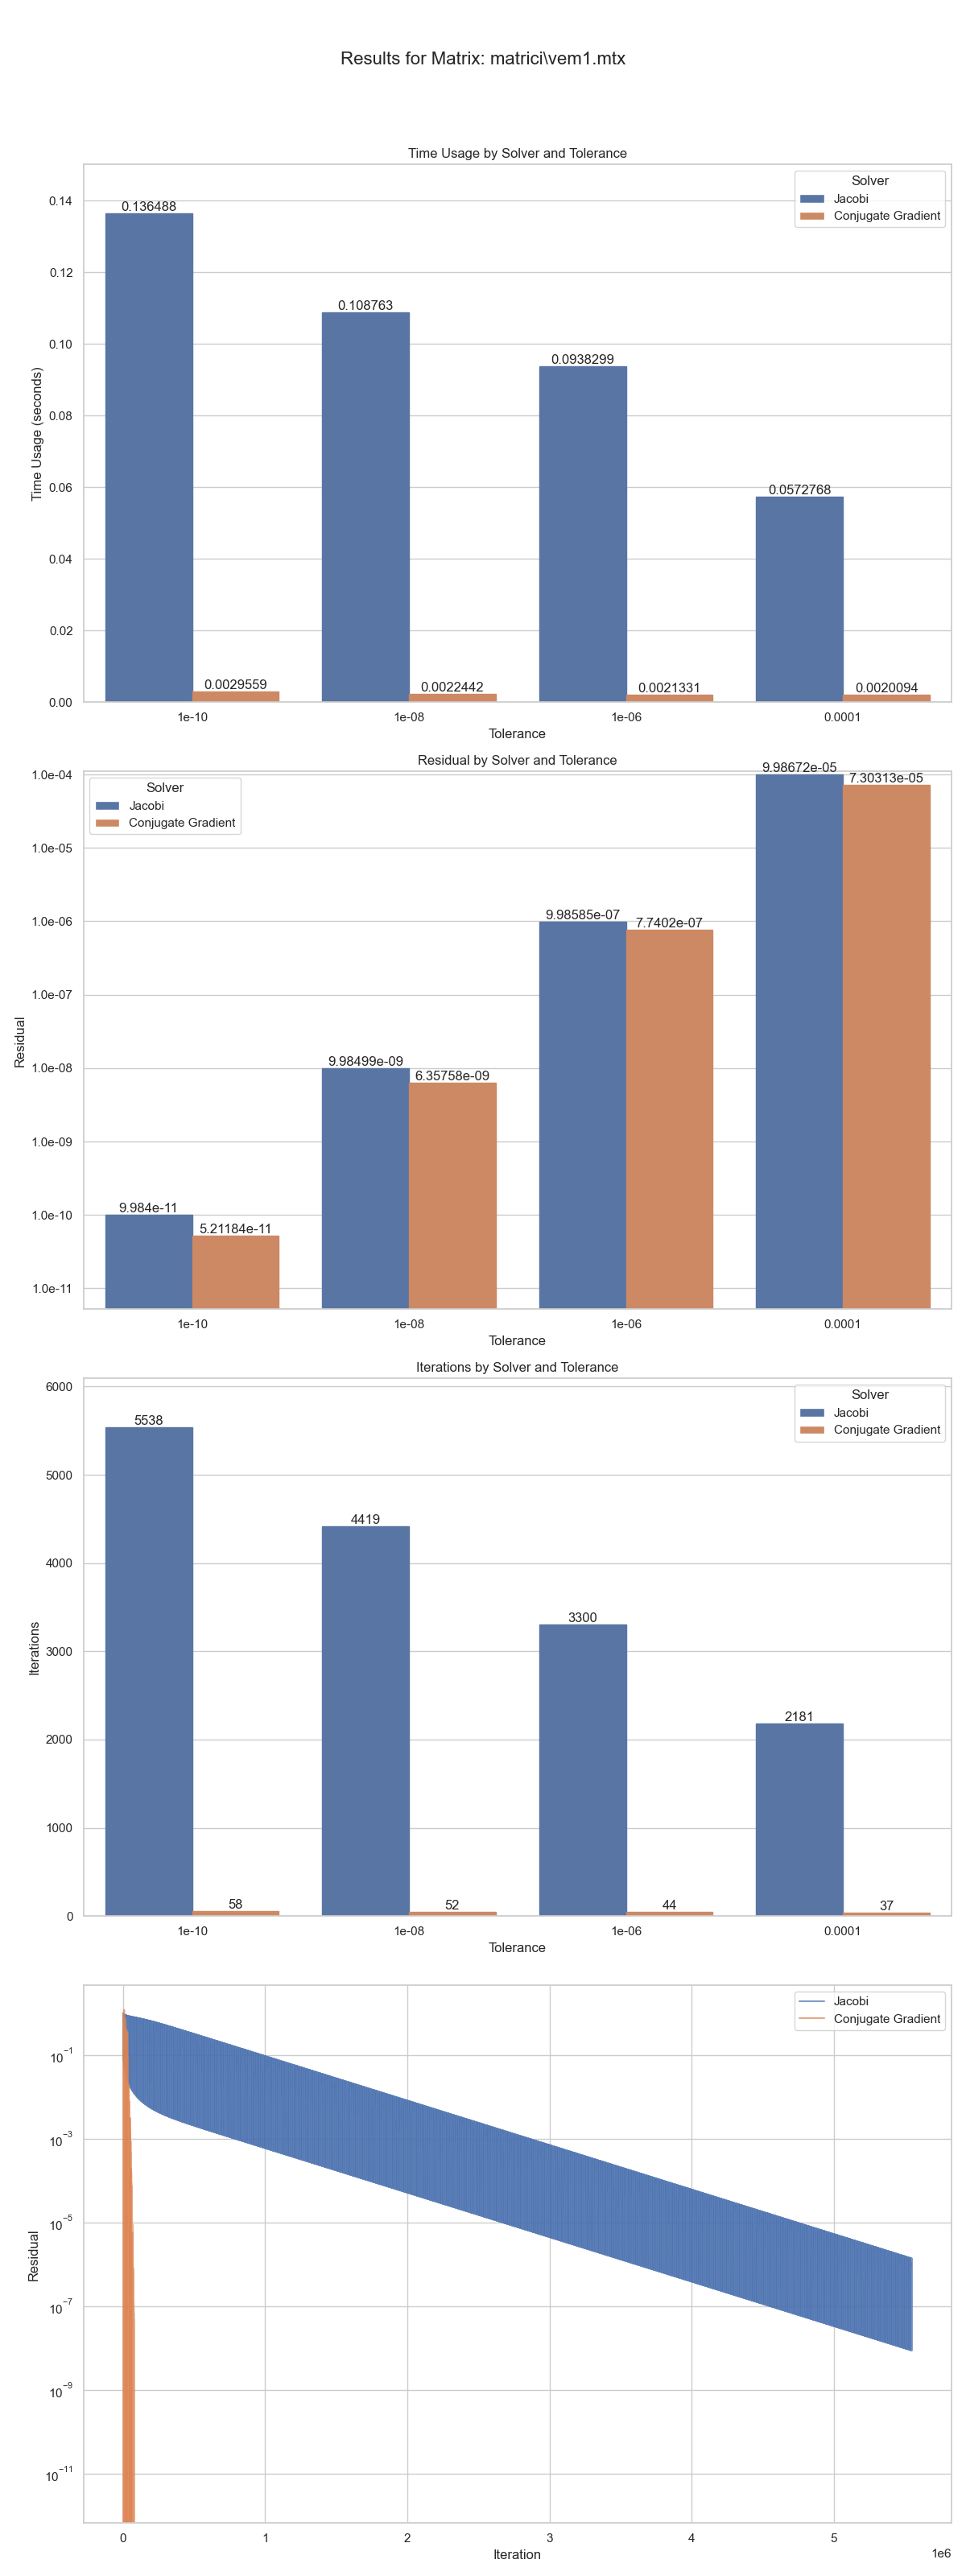 Results for Matrix: matrici\vem1.mtx
Time Usage by Solver and Tolerance
Time Usage (seconds)
0.14
0.12
0.10
0.08
0.06
0.04
0.02
0.00
Solver
Jacobi
Conjugate Gradient
0.136488
0.108763
0.0938299
0.0572768
0.0029559
0.0022442
0.0021331
0.0020094
1e-10
1e-08
1e-06
0.0001
Tolerance
Residual by Solver and Tolerance
Residual
1.0e-04
1.0e-05
1.0e-06
1.0e-07
1.0e-08
1.0e-09
1.0e-10
1.0e-11
Solver
Jacobi
Conjugate Gradient
9.98672e-05
7.30313e-05
9.98585e-07
7.7402e-07
9.98499e-09
6.35758e-09
9.984e-11
5.21184e-11
1e-10
1e-08
1e-06
0.0001
Tolerance
Iterations by Solver and Tolerance
Iterations
6000
5000
4000
3000
2000
1000
0
Solver
Jacobi
Conjugate Gradient
5538
4419
3300
2181
58
52
44
37
1e-10
1e-08
1e-06
0.0001
Tolerance
Residual
10⁻¹
10⁻³
10⁻⁵
10⁻⁷
10⁻⁹
10⁻¹¹
Jacobi
Conjugate Gradient
0
1
2
3
4
5
1e6
Iteration